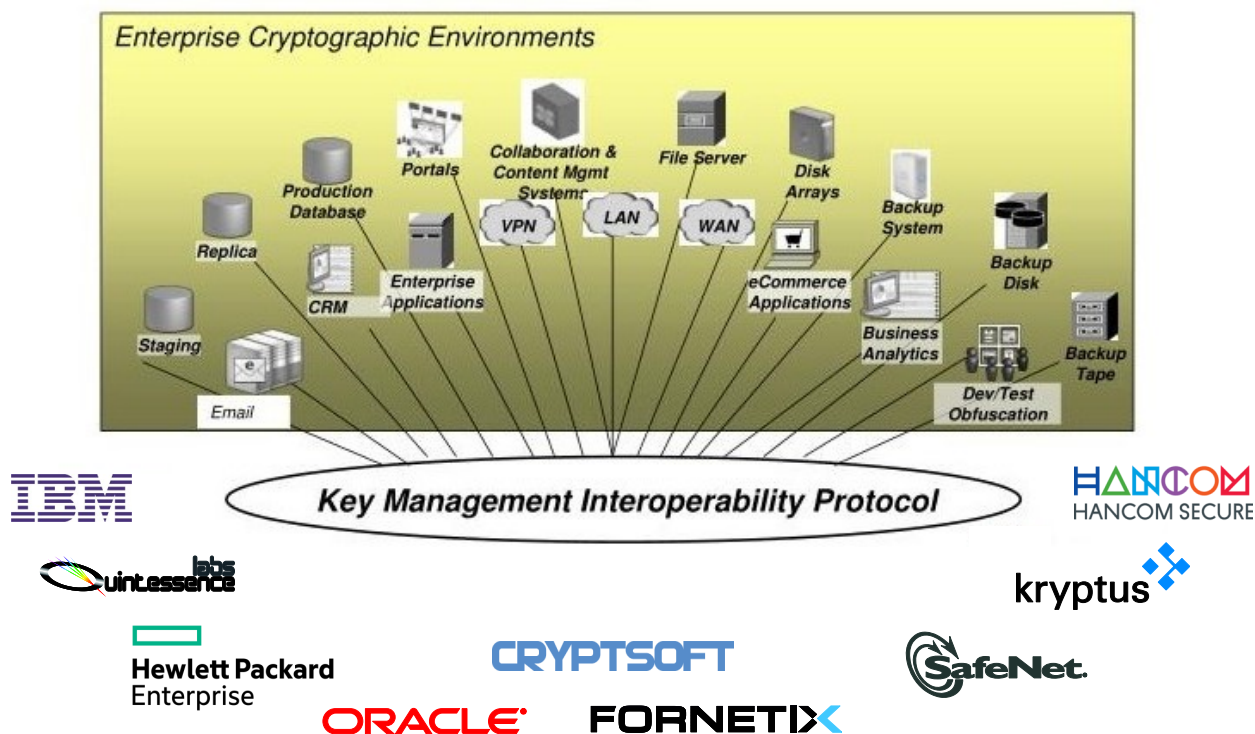 Enterprise Cryptographic Environments
Portals
Collaboration &
Content Mgmt
Systems
File Server
Disk
Arrays
Production
Database
Backup
System
VPN
LAN
WAN
Replica
Backup
Disk
CRM
Enterprise
Applications
eCommerce
Applications
Staging
Business
Analytics
Backup
Tape
e
Email
Dev/Test
Obfuscation
Key Management Interoperability Protocol
IBM
HANCOM
HANCOM SECURE
Quintessence labs
kryptus
Hewlett Packard
Enterprise
CRYPTSOFT
SafeNet.
ORACLE
FORNETIX